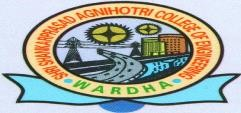 SHRI SHANKARPRASAD AGNIHOTRI COLLEGE OF ENGINEERING
• WARDHA •